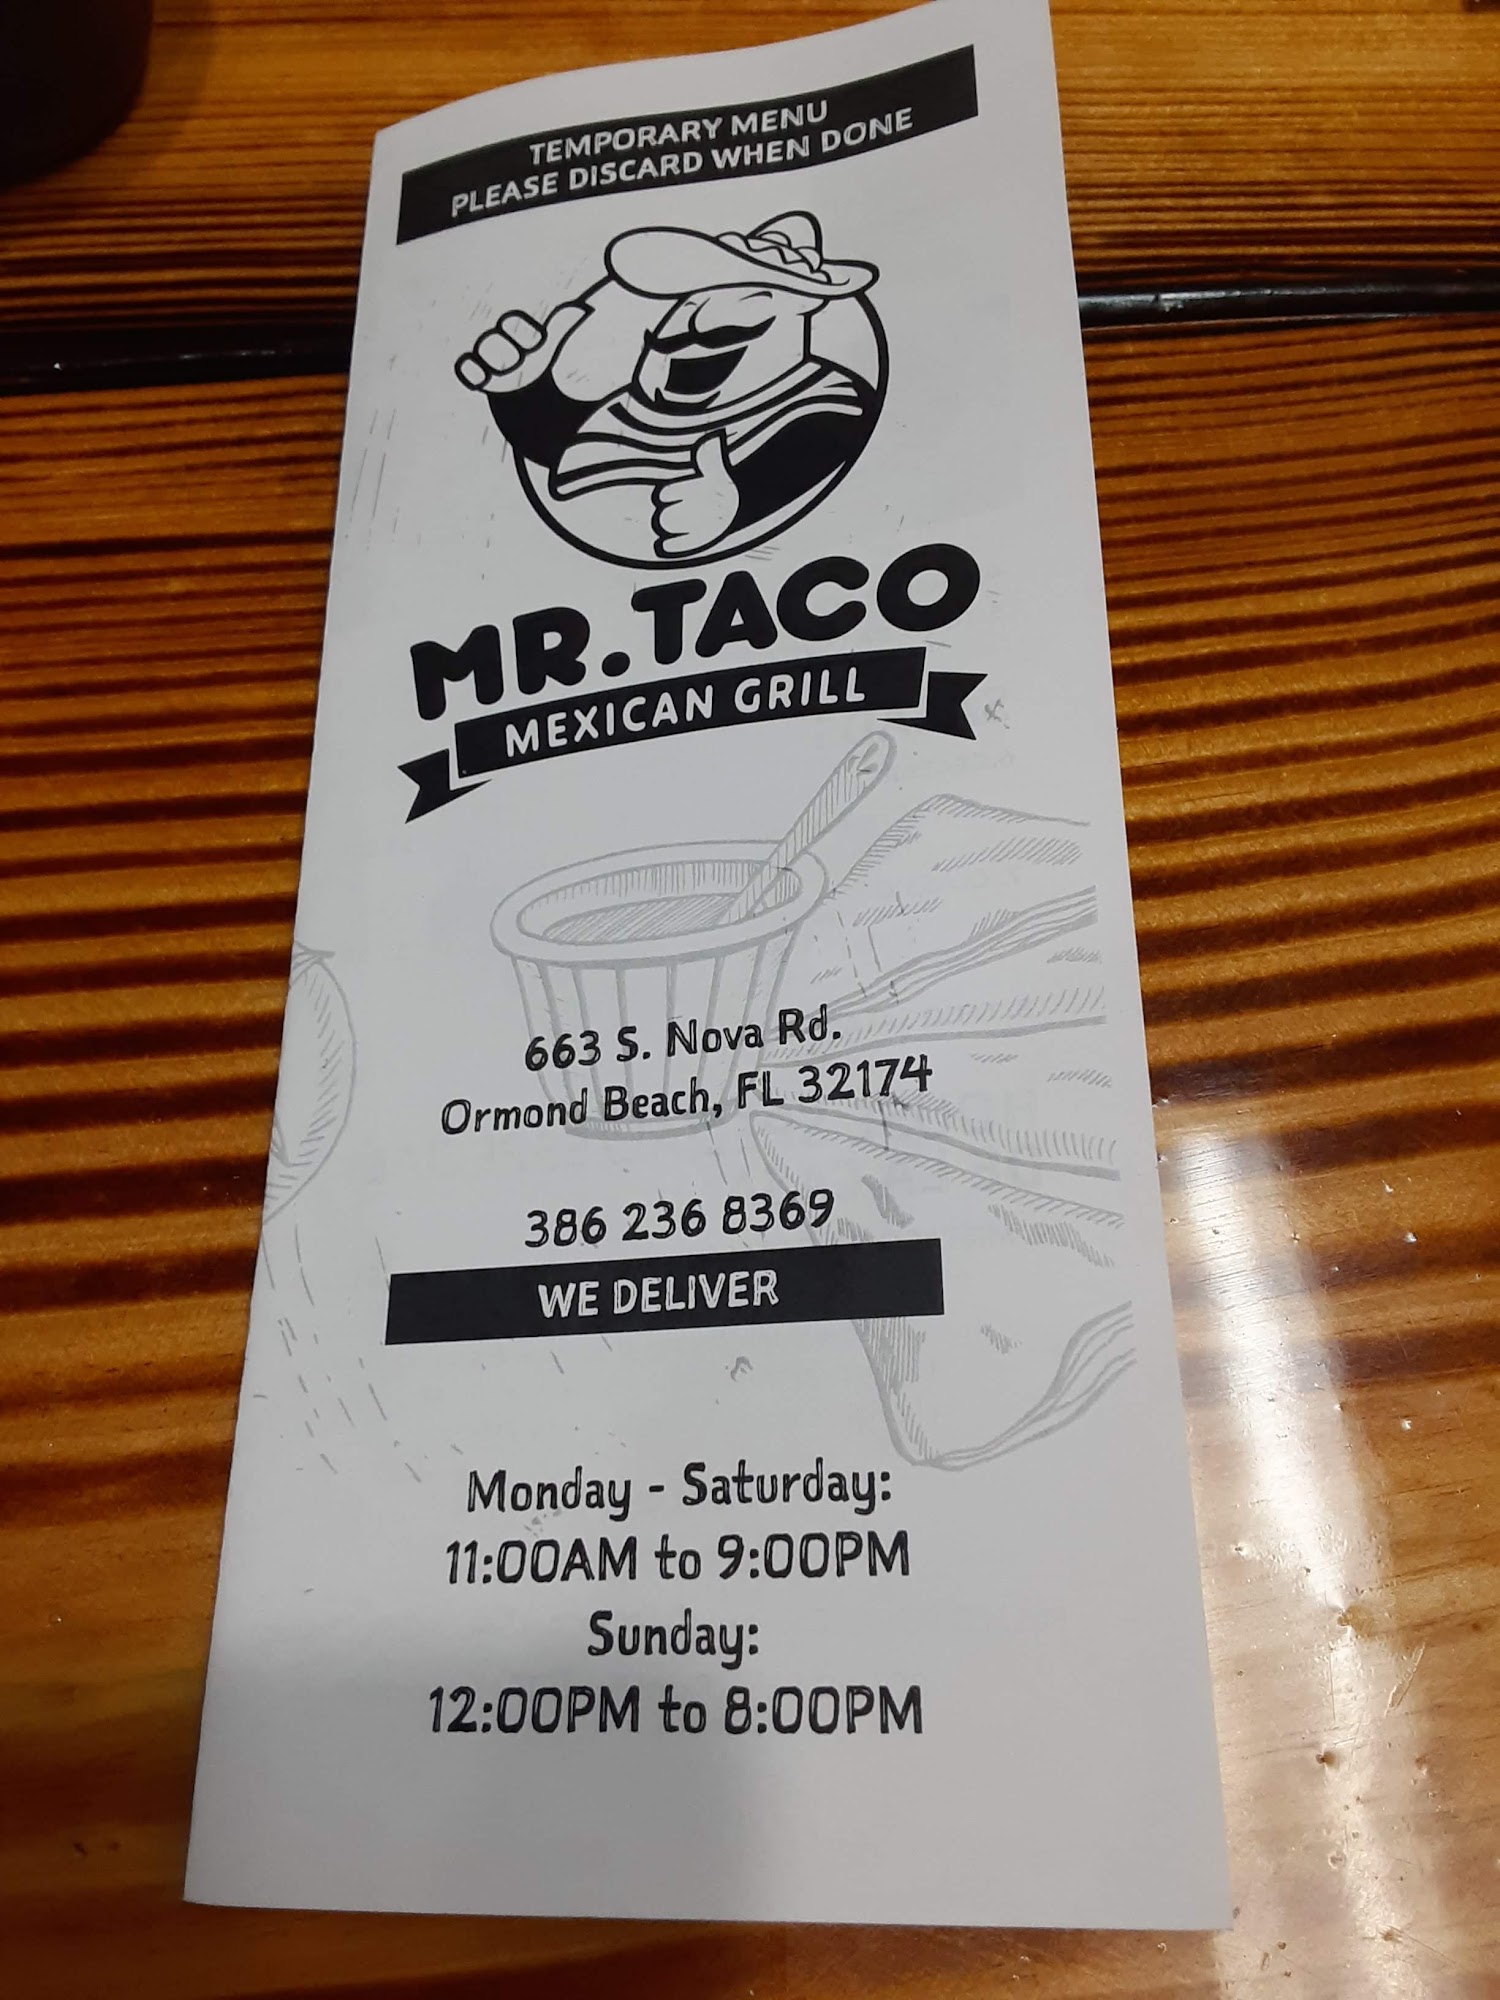 TEMPORARY MENU
PLEASE DISCARD WHEN DONE
MR. TACO
MEXICAN GRILL
663 S. Nova Rd.
Ormond Beach, FL 32174
386 236 8369
WE DELIVER
Monday - Saturday:
11:00AM to 9:00PM
Sunday:
12:00PM to 8:00PM